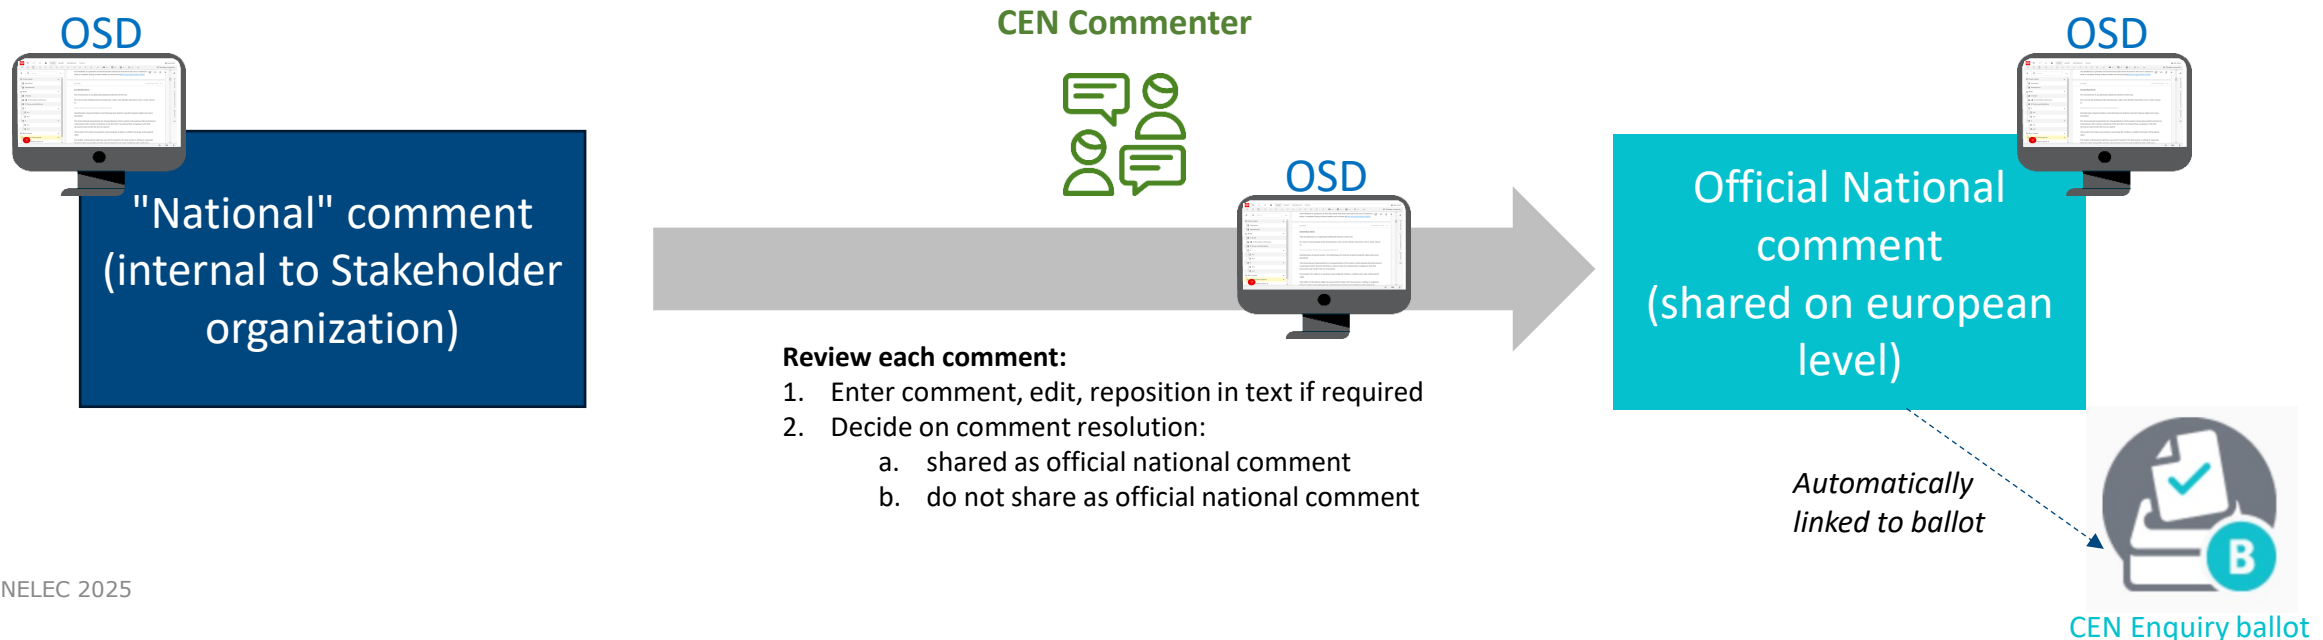 OSD
"National" comment
(internal to Stakeholder
organization)
CEN Commenter
OSD
Review each comment:
1. Enter comment, edit, reposition in text if required
2. Decide on comment resolution:
a. shared as official national comment
b. do not share as official national comment
OSD
Official National
comment
(shared on european
level)
Automatically
linked to ballot
B
CEN Enquiry ballot
NELEC 2025